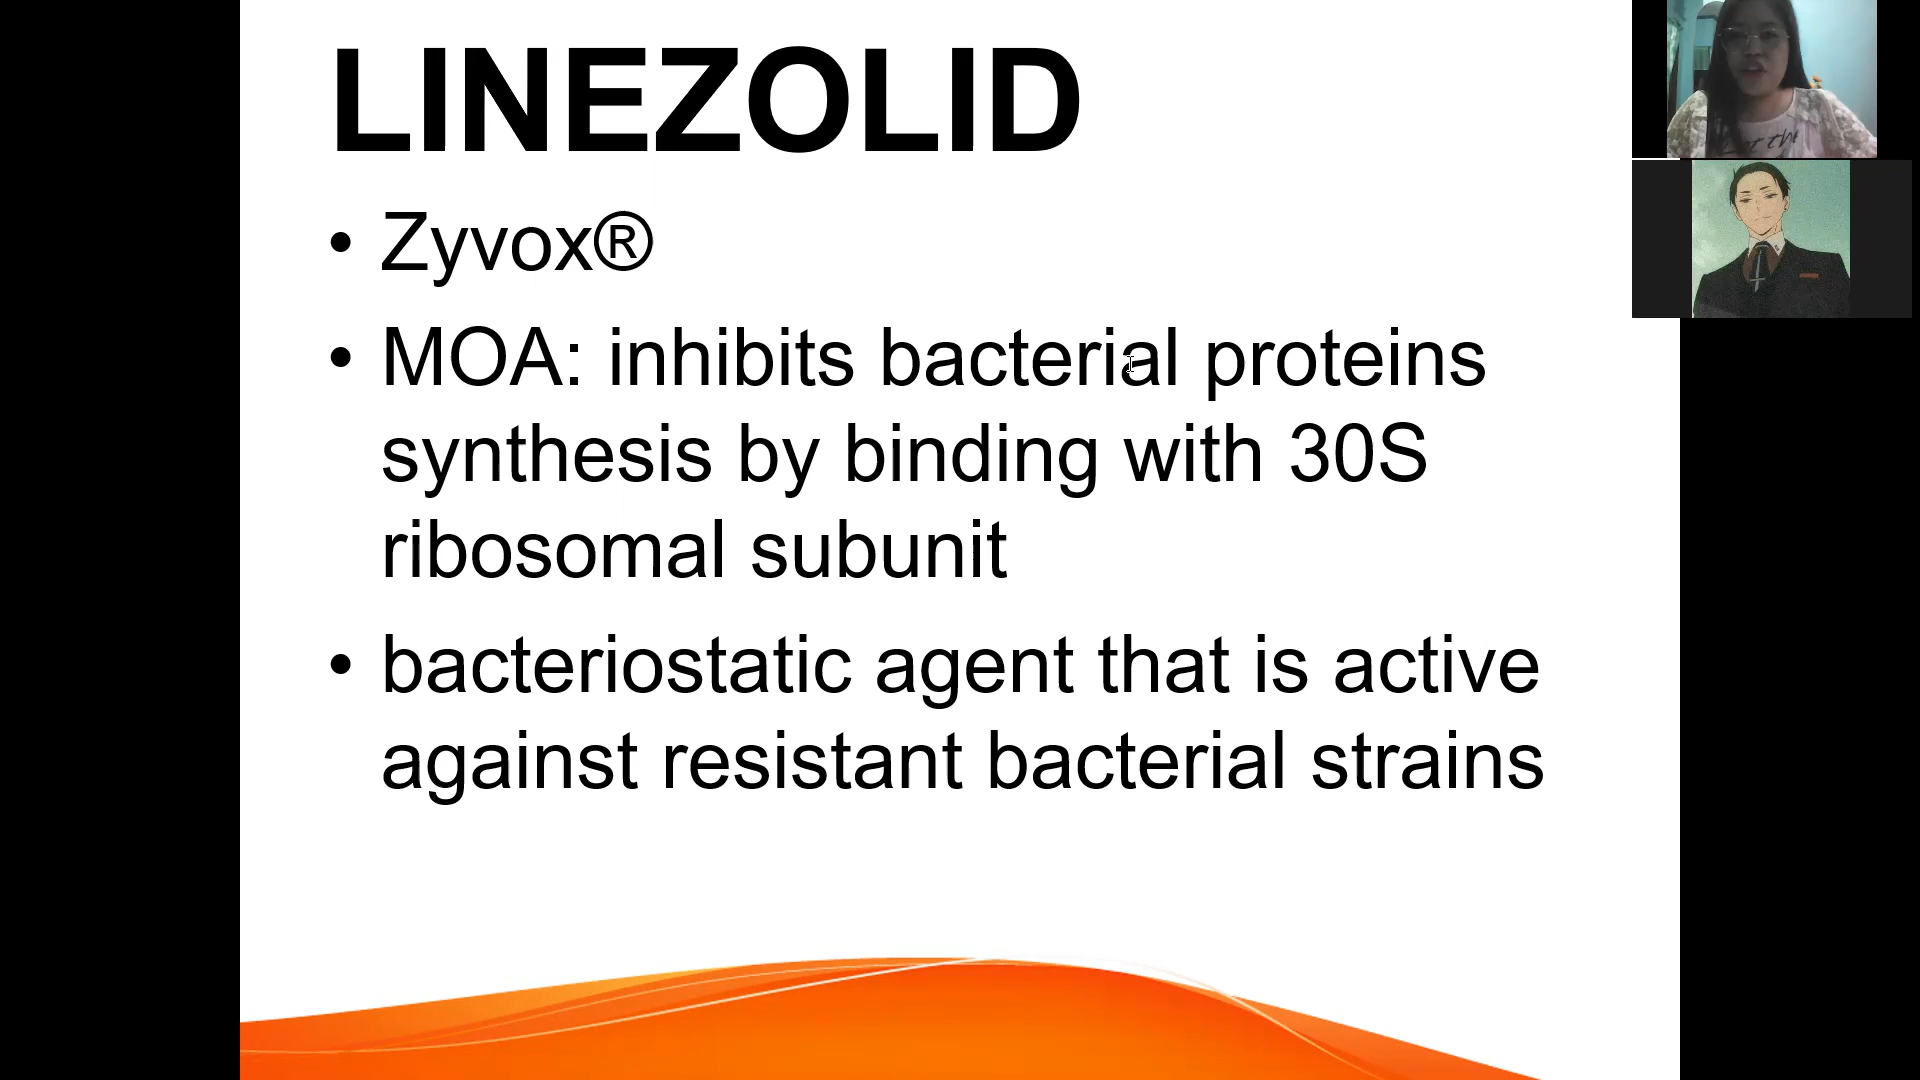 LINEZOLID
• Zyvox®
• MOA: inhibits bacterial proteins
synthesis by binding with 30S
ribosomal subunit
• bacteriostatic agent that is active
against resistant bacterial strains